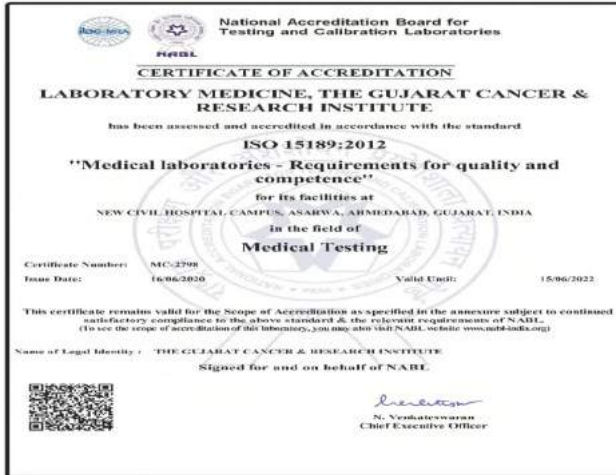 National Accreditation Board for
Testing and Calibration Laboratories
NABL
CERTIFICATE OF ACCREDITATION
LABORATORY MEDICINE, THE GUJARAT CANCER &
RESEARCH INSTITUTE
has been assessed and accredited in accordance with the standard
ISO 15189:2012
"Medical laboratories - Requirements for quality and
competence"
for its facilities at
NEW CIVIL HOSPITAL CAMPUS, ASARWA, AHMEDABAD, GUJARAT, INDIA
in the field of
Medical Testing
Certificate Number: MC-2798
Issue Date: 16/06/2020 Valid Until: 15/06/2022
This certificate remains valid for the Scope of Accreditation as specified in the annexure subject to continued
satisfactory compliance to the above standard & the relevant requirements of NABL.
(To see the scope of accreditation of this laboratory, you may also visit NABL website www.nabl-india.org)
Name of Legal Identity : THE GUJARAT CANCER & RESEARCH INSTITUTE
Signed for and on behalf of NABL
N. Venkateswaran
Chief Executive Officer